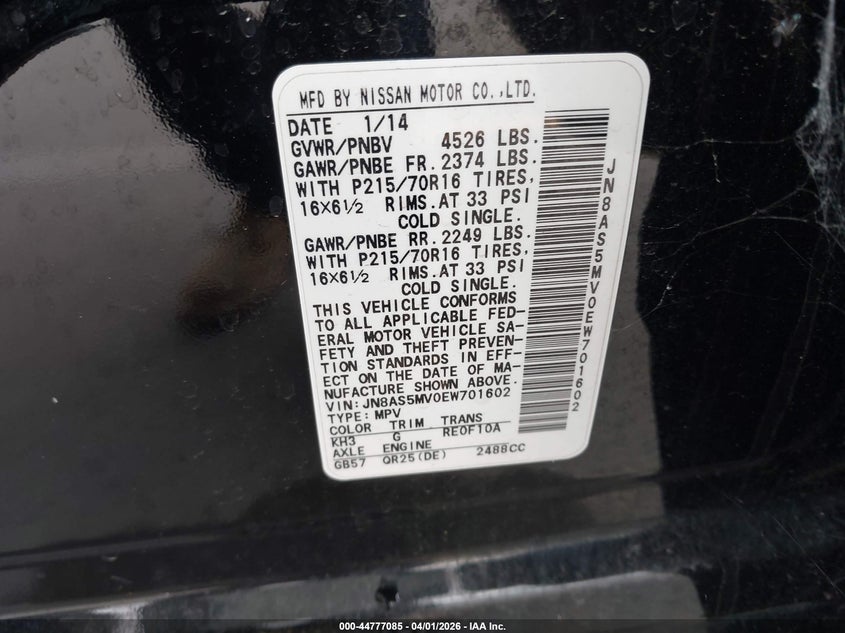 MFD BY NISSAN MOTOR CO.,LTD.
DATE 1/14
GVWR/PNBV 4526 LBS.
GAWR/PNBE FR. 2374 LBS.
WITH P215/70R16 TIRES,
16×6½ RIMS.AT 33 PSI
COLD SINGLE.
GAWR/PNBE RR. 2249 LBS.
WITH P215/70R16 TIRES,
16×6½ RIMS.AT 33 PSI
COLD SINGLE.
THIS VEHICLE CONFORMS
TO ALL APPLICABLE FED-
ERAL MOTOR VEHICLE SA-
FETY AND THEFT PREVEN-
TION STANDARDS IN EFF-
ECT ON THE DATE OF MA-
NUFACTURE SHOWN ABOVE.
VIN: JN8AS5MV0EW701602
TYPE: MPV
COLOR TRIM TRANS
KH3 G RE0F10A
AXLE ENGINE
GB57 QR25(DE) 2488CC
JN8AS5MV0EW701602
000-44777085 - 04/01/2026 - IAA Inc.